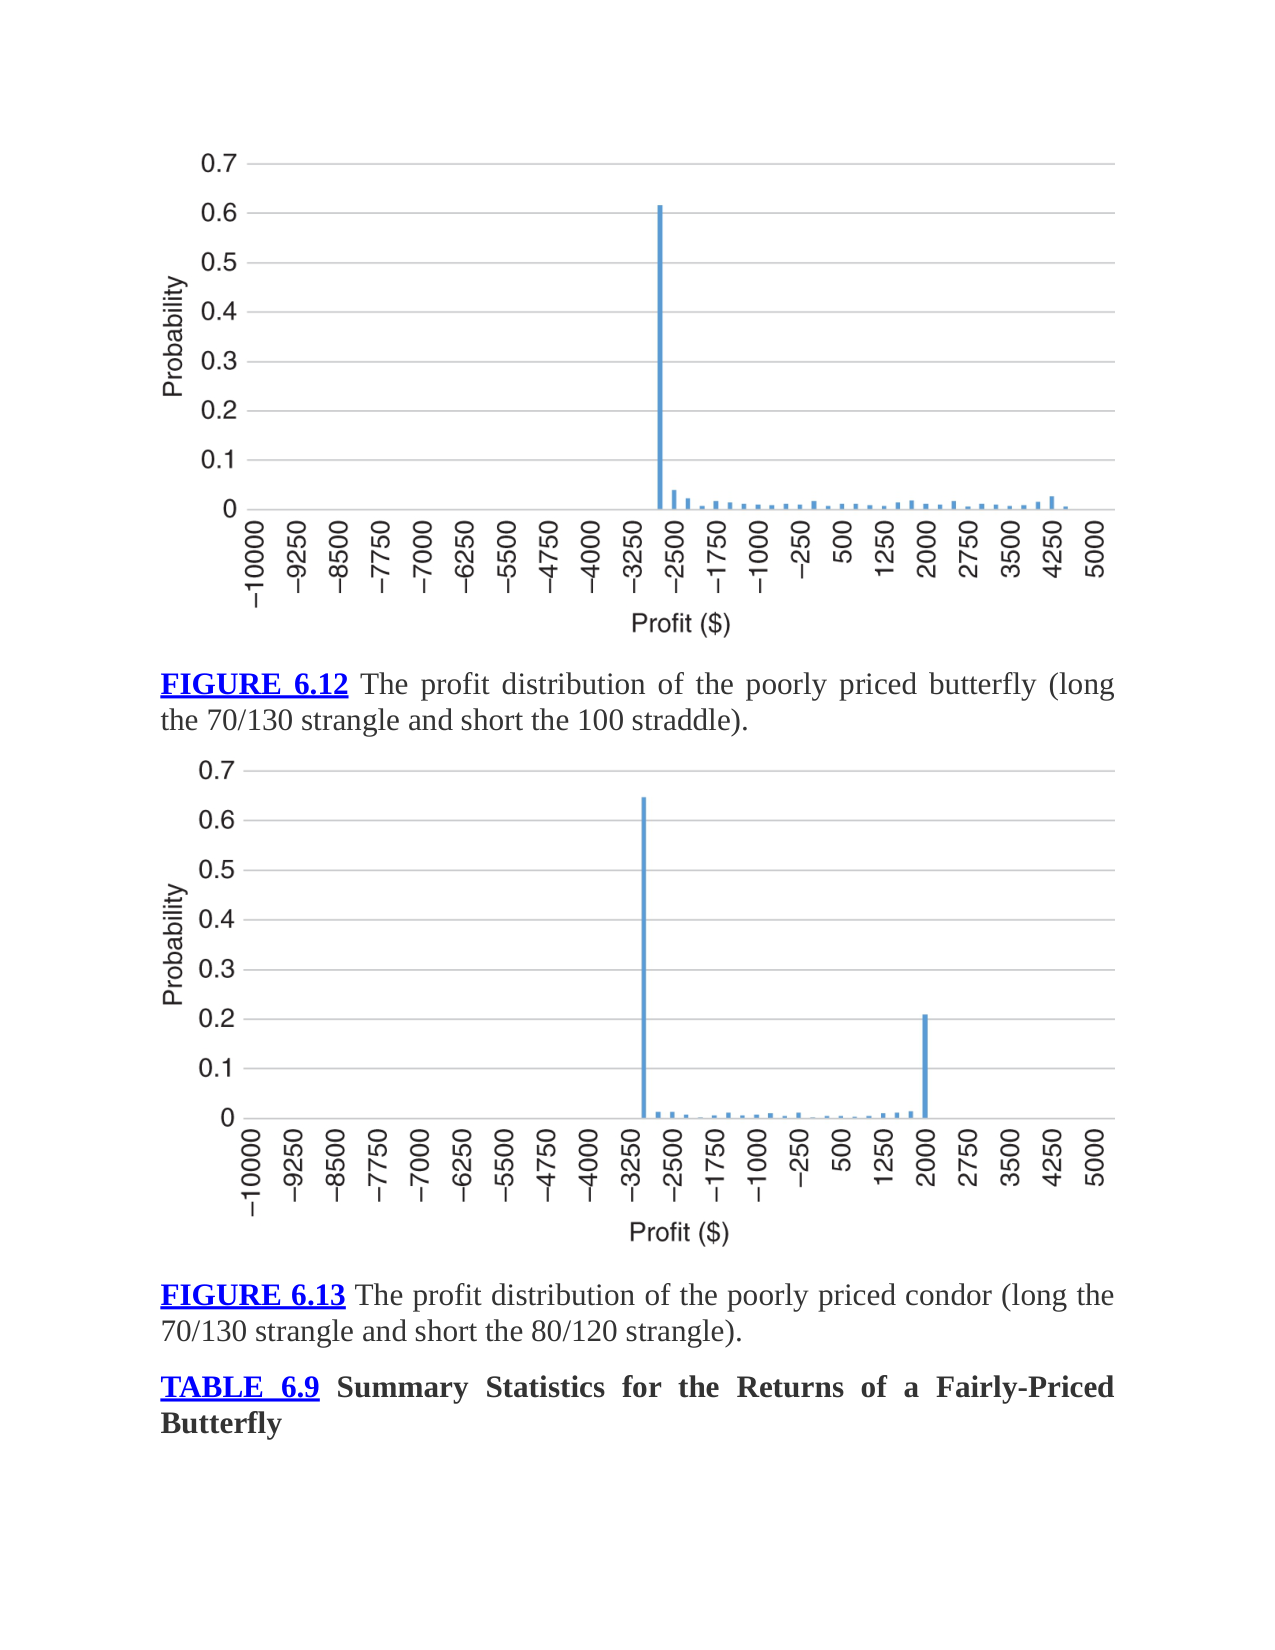 0.7
0.6
0.5
0.4
0.3
0.2
0.1
0
Probability
−10000 −9250 −8500 −7750 −7000 −6250 −5500 −4750 −4000 −3250 −2500 −1750 −1000 −250 500 1250 2000 2750 3500 4250 5000
Profit ($)
FIGURE 6.12 The profit distribution of the poorly priced butterfly (long
the 70/130 strangle and short the 100 straddle).
0.7
0.6
0.5
0.4
0.3
0.2
0.1
0
Probability
−10000 −9250 −8500 −7750 −7000 −6250 −5500 −4750 −4000 −3250 −2500 −1750 −1000 −250 500 1250 2000 2750 3500 4250 5000
Profit ($)
FIGURE 6.13 The profit distribution of the poorly priced condor (long the
70/130 strangle and short the 80/120 strangle).
TABLE 6.9 Summary Statistics for the Returns of a Fairly-Priced
Butterfly